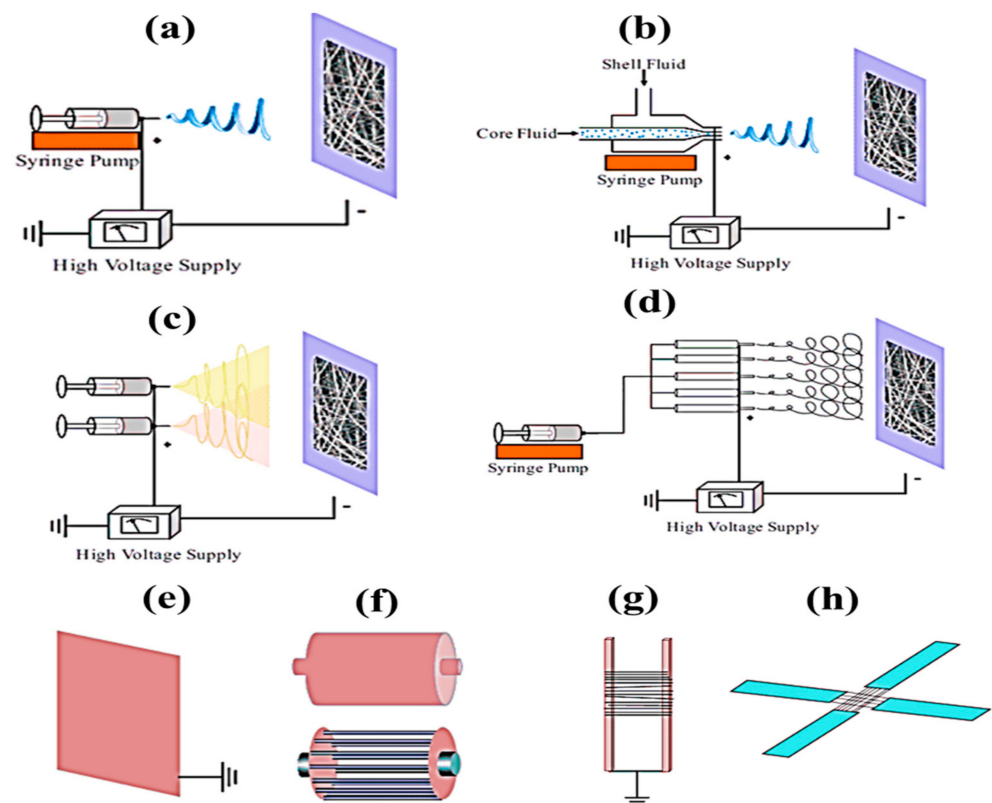 (a)
Syringe Pump
+
-
High Voltage Supply
(b)
Shell Fluid
Core Fluid
Syringe Pump
+
-
High Voltage Supply
(c)
+
-
High Voltage Supply
(d)
Syringe Pump
+
-
High Voltage Supply
(e)
(f)
(g)
(h)